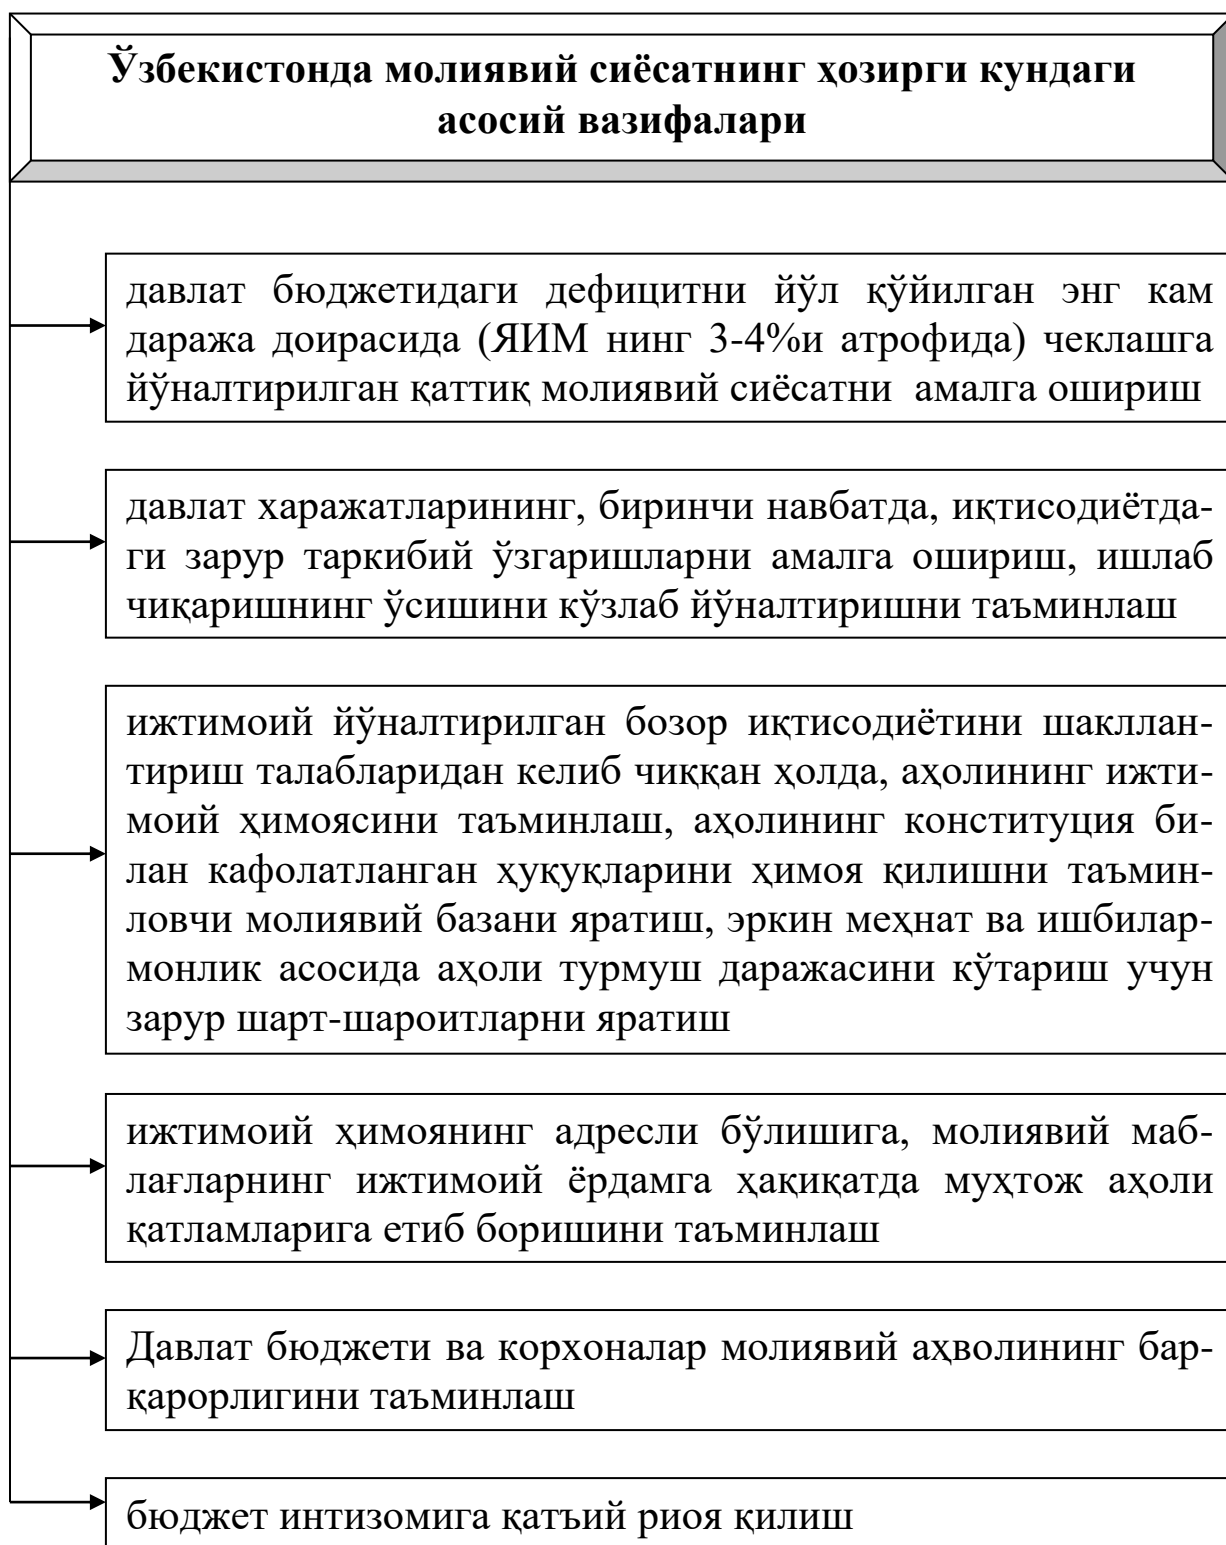 Ўзбекистонда молиявий сиёсатнинг ҳозирги кундаги
асосий вазифалари
давлат бюджетидаги дефицитни йўл қўйилган энг кам
даража доирасида (ЯИМ нинг 3-4%и атрофида) чеклашга
йўналтирилган қаттиқ молиявий сиёсатни амалга ошириш
давлат харажатларининг, биринчи навбатда, иқтисодиётда-
ги зарур таркибий ўзгаришларни амалга ошириш, ишлаб
чиқаришнинг ўсишини кўзлаб йўналтиришни таъминлаш
ижтимоий йўналтирилган бозор иқтисодиётини шакллан-
тириш талабларидан келиб чиққан ҳолда, аҳолининг ижти-
моий ҳимоясини таъминлаш, аҳолининг конституция би-
лан кафолатланган ҳуқуқларини ҳимоя қилишни таъмин-
ловчи молиявий базани яратиш, эркин меҳнат ва ишбилар-
монлик асосида аҳоли турмуш даражасини кўтариш учун
зарур шарт-шароитларни яратиш
ижтимоий ҳимоянинг адресли бўлишига, молиявий маб-
лағларнинг ижтимоий ёрдамга ҳақиқатда муҳтож аҳоли
қатламларига етиб боришини таъминлаш
Давлат бюджети ва корхоналар молиявий аҳволининг бар-
қарорлигини таъминлаш
бюджет интизомига қатъий риоя қилиш